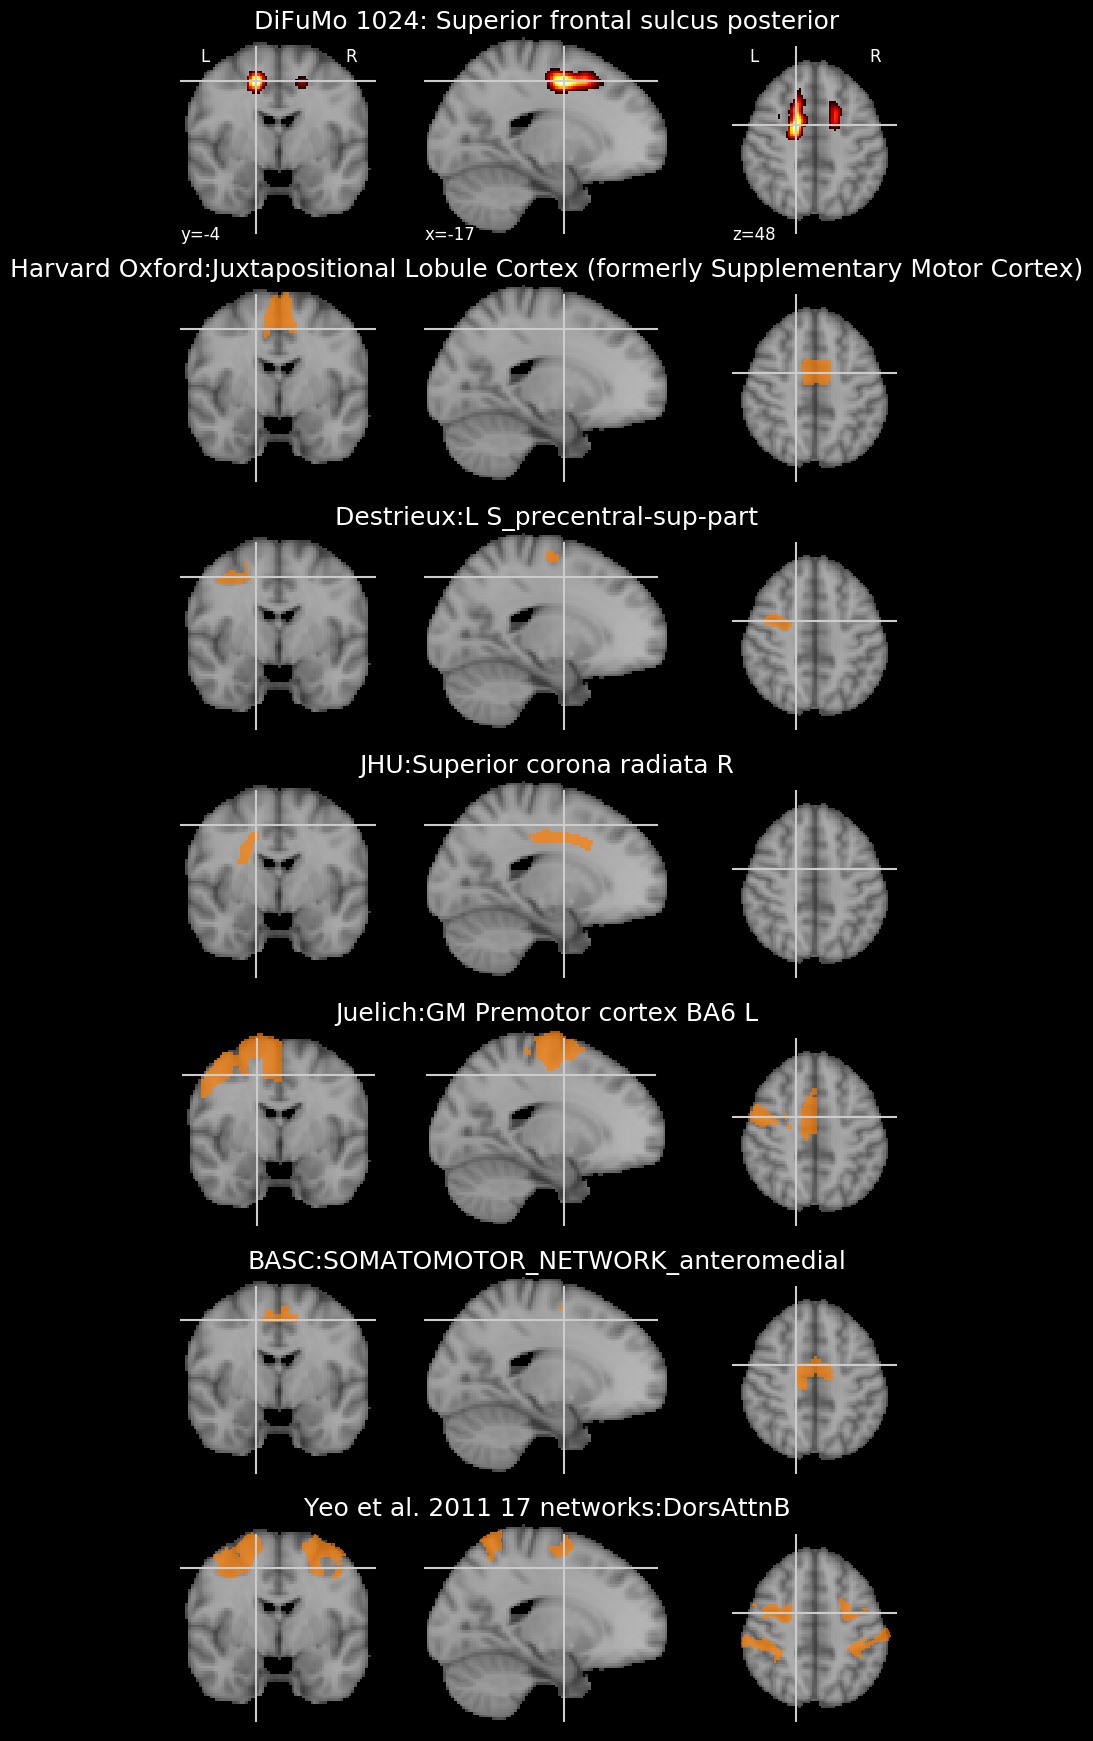 DiFuMo 1024: Superior frontal sulcus posterior
L R L R
y=-4 x=-17 z=48
Harvard Oxford:Juxtapositional Lobule Cortex (formerly Supplementary Motor Cortex)
Destrieux:L S_precentral-sup-part
JHU:Superior corona radiata R
Juelich:GM Premotor cortex BA6 L
BASC:SOMATOMOTOR_NETWORK_anteromedial
Yeo et al. 2011 17 networks:DorsAttnB